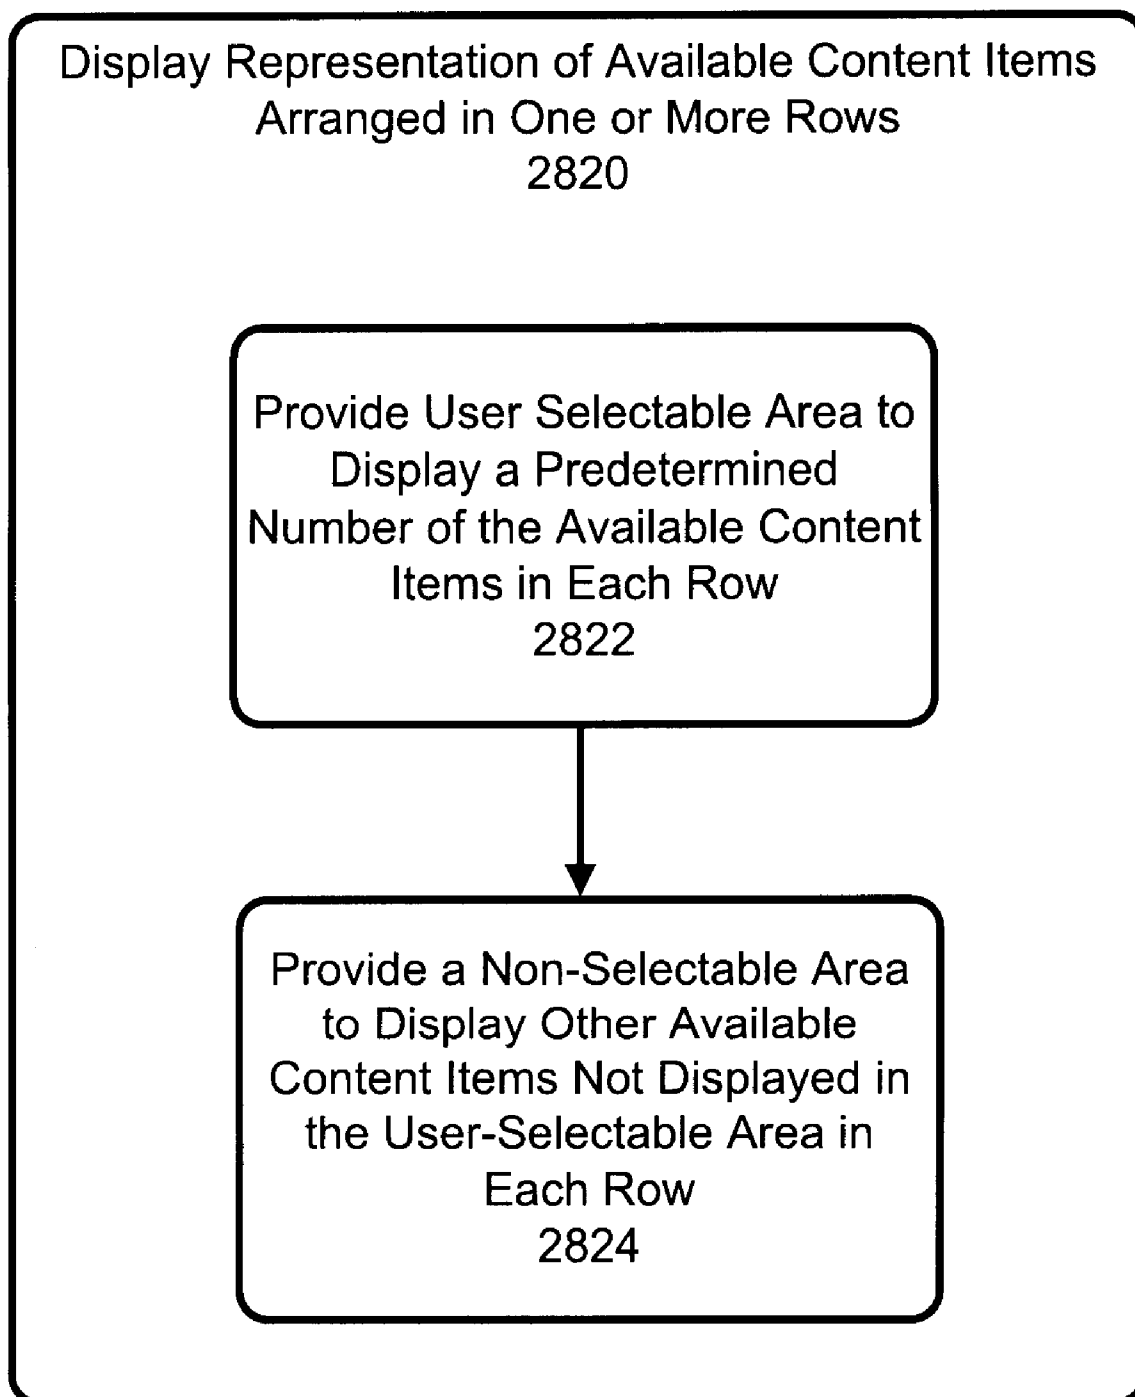 Display Representation of Available Content Items
Arranged in One or More Rows
2820
Provide User Selectable Area to
Display a Predetermined
Number of the Available Content
Items in Each Row
2822
Provide a Non-Selectable Area
to Display Other Available
Content Items Not Displayed in
the User-Selectable Area in
Each Row
2824